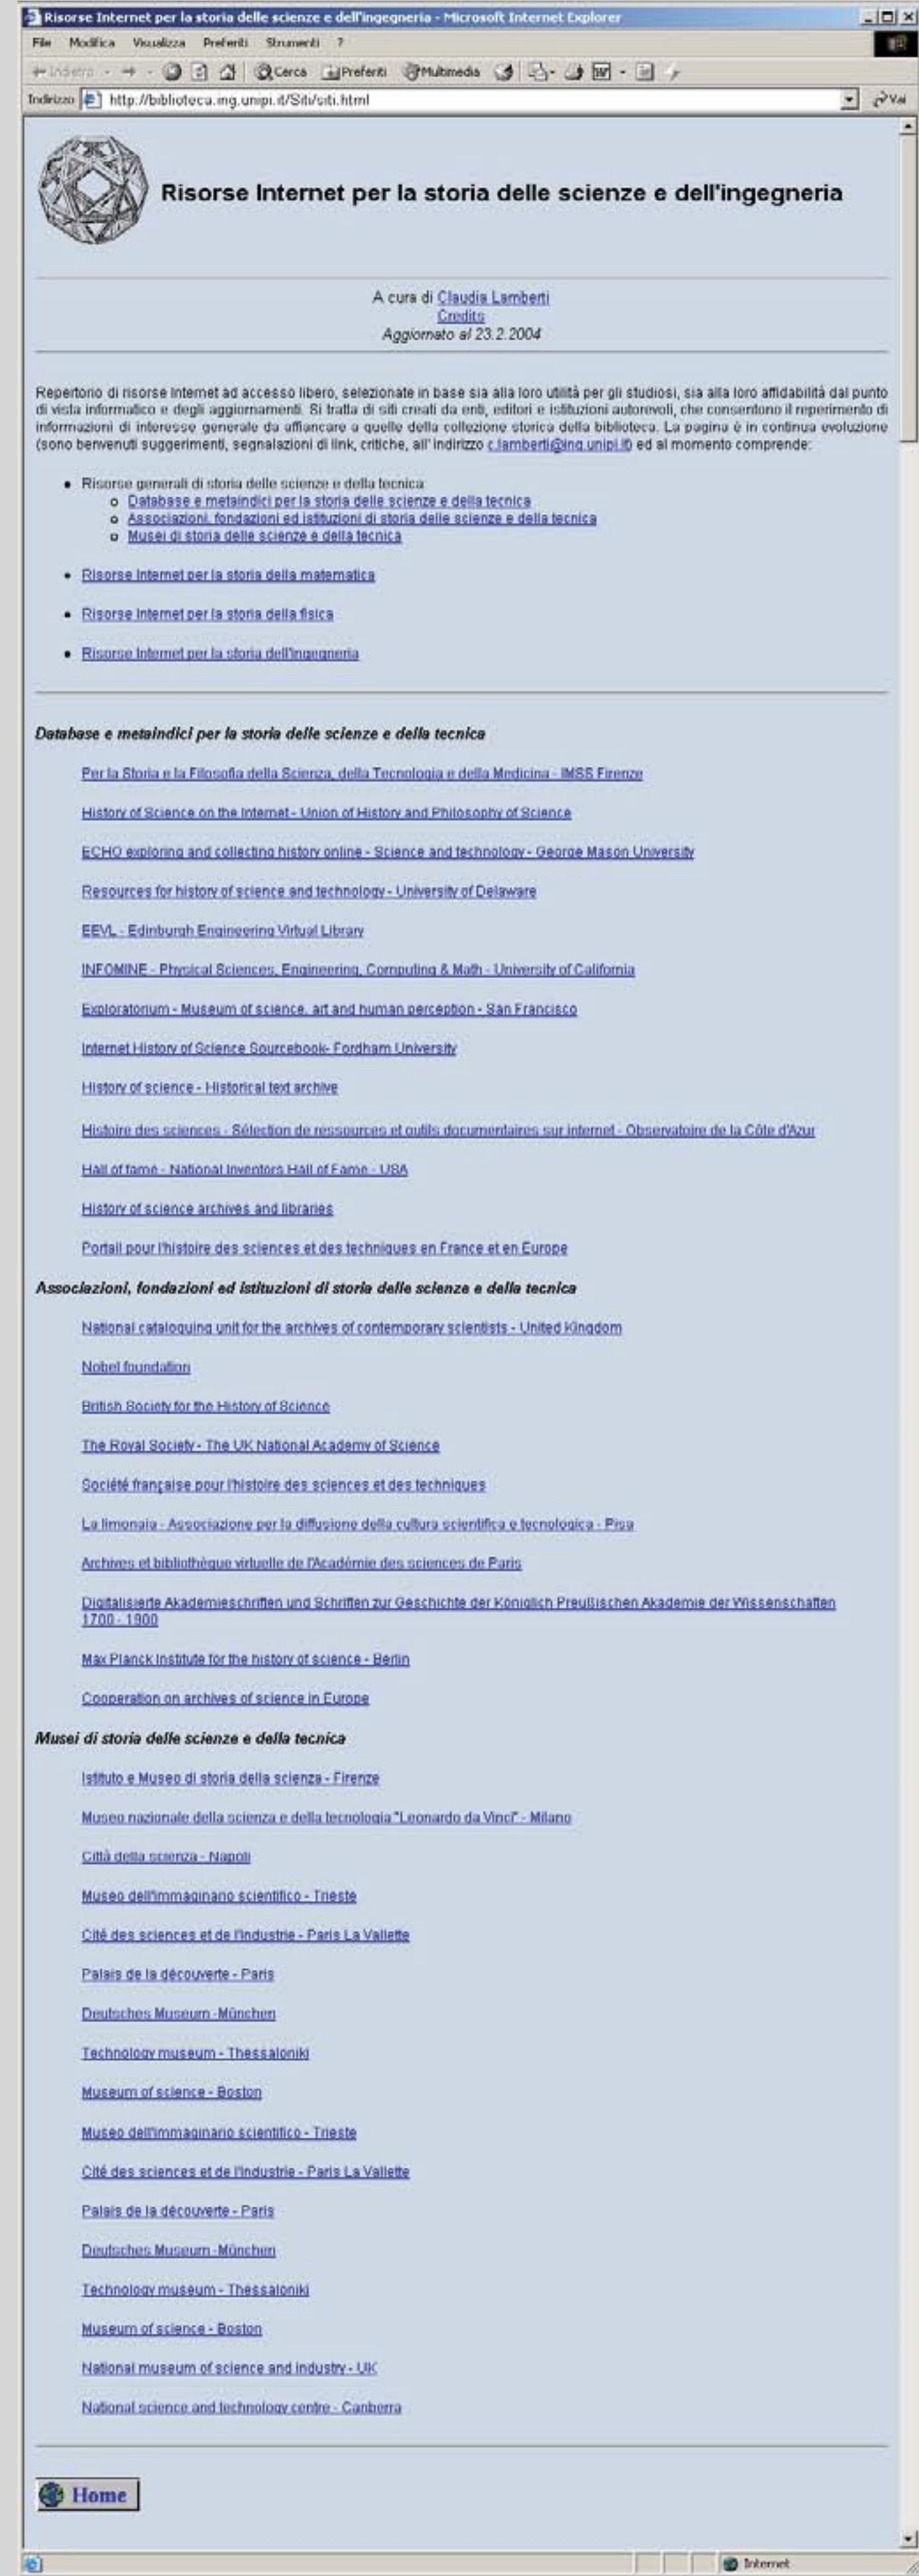 Risorse Internet per la storia delle scienze e dell'ingegneria - Microsoft Internet Explorer
File Modifica Visualizza Preferiti Strumenti ?
Indietro Cerca Preferiti Multimedia
Indirizzo http://biblioteca.ing.unipi.it/Siti/siti.html Vai
Risorse Internet per la storia delle scienze e dell'ingegneria
A cura di Claudia Lamberti
Credits
Aggiornato al 23.2.2004
Repertorio di risorse Internet ad accesso libero, selezionate in base sia alla loro utilità per gli studiosi, sia alla loro affidabilità dal punto
di vista informatico e degli aggiornamenti. Si tratta di siti creati da enti, editori e istituzioni autorevoli, che consentono il reperimento di
informazioni di interesse generale da affiancare a quelle della collezione storica della biblioteca. La pagina è in continua evoluzione
(sono benvenuti suggerimenti, segnalazioni di link, critiche, all' indirizzo c.lamberti@ing.unipi.it) ed al momento comprende:
Risorse generali di storia delle scienze e della tecnica:
Database e metaindici per la storia delle scienze e della tecnica
Associazioni, fondazioni ed istituzioni di storia delle scienze e della tecnica
Musei di storia delle scienze e della tecnica
Risorse Internet per la storia della matematica
Risorse Internet per la storia della fisica
Risorse Internet per la storia dell'ingegneria
Database e metaindici per la storia delle scienze e della tecnica
Per la Storia e la Filosofia della Scienza, della Tecnologia e della Medicina - IMSS Firenze
History of Science on the Internet - Union of History and Philosophy of Science
ECHO exploring and collecting history online - Science and technology - George Mason University
Resources for history of science and technology - University of Delaware
EEVL - Edinburgh Engineering Virtual Library
INFOMINE - Physical Sciences, Engineering, Computing & Math - University of California
Exploratorium - Museum of science, art and human perception - San Francisco
Internet History of Science Sourcebook- Fordham University
History of science - Historical text archive
Histoire des sciences - Sélection de ressources et outils documentaires sur internet - Observatoire de la Côte d'Azur
Hall of fame - National Inventors Hall of Fame - USA
History of science archives and libraries
Portail pour l'histoire des sciences et des techniques en France et en Europe
Associazioni, fondazioni ed istituzioni di storia delle scienze e della tecnica
National cataloguing unit for the archives of contemporary scientists - United Kingdom
Nobel foundation
British Society for the History of Science
The Royal Society - The UK National Academy of Science
Société française pour l'histoire des sciences et des techniques
La limonaia - Associazione per la diffusione della cultura scientifica e tecnologica - Pisa
Archives et bibliothèque virtuelle de l'Académie des sciences de Paris
Digitalisierte Akademieschriften und Schriften zur Geschichte der Königlich Preußischen Akademie der Wissenschaften
1700 - 1900
Max Planck Institute for the history of science - Berlin
Cooperation on archives of science in Europe
Musei di storia delle scienze e della tecnica
Istituto e Museo di storia della scienza - Firenze
Museo nazionale della scienza e della tecnologia "Leonardo da Vinci" - Milano
Città della scienza - Napoli
Museo dell'immaginario scientifico - Trieste
Cité des sciences et de l'industrie - Paris La Vallette
Palais de la découverte - Paris
Deutsches Museum -München
Technology museum - Thessaloniki
Museum of science - Boston
Museo dell'immaginario scientifico - Trieste
Cité des sciences et de l'industrie - Paris La Vallette
Palais de la découverte - Paris
Deutsches Museum -München
Technology museum - Thessaloniki
Museum of science - Boston
National museum of science and industry - UK
National science and technology centre - Canberra
Home
Internet